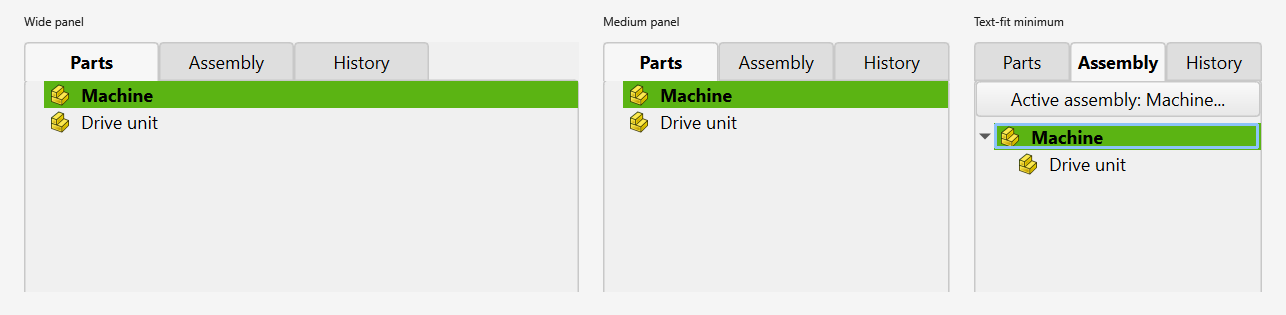 Wide panel
Parts Assembly History
Machine
Drive unit
Medium panel
Parts Assembly History
Machine
Drive unit
Text-fit minimum
Parts Assembly History
Active assembly: Machine...
Machine
Drive unit